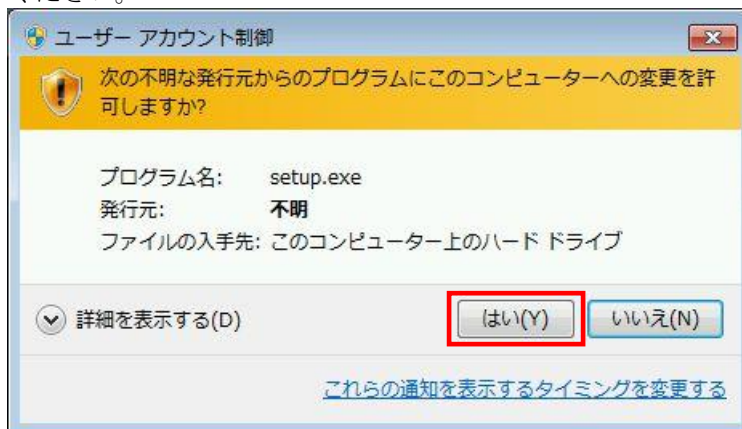 ください。
ユーザー アカウント制御
次の不明な発行元からのプログラムにこのコンピューターへの変更を許
可しますか?
プログラム名: setup.exe
発行元: 不明
ファイルの入手先: このコンピューター上のハード ドライブ
詳細を表示する(D)
はい(Y)
いいえ(N)
これらの通知を表示するタイミングを変更する